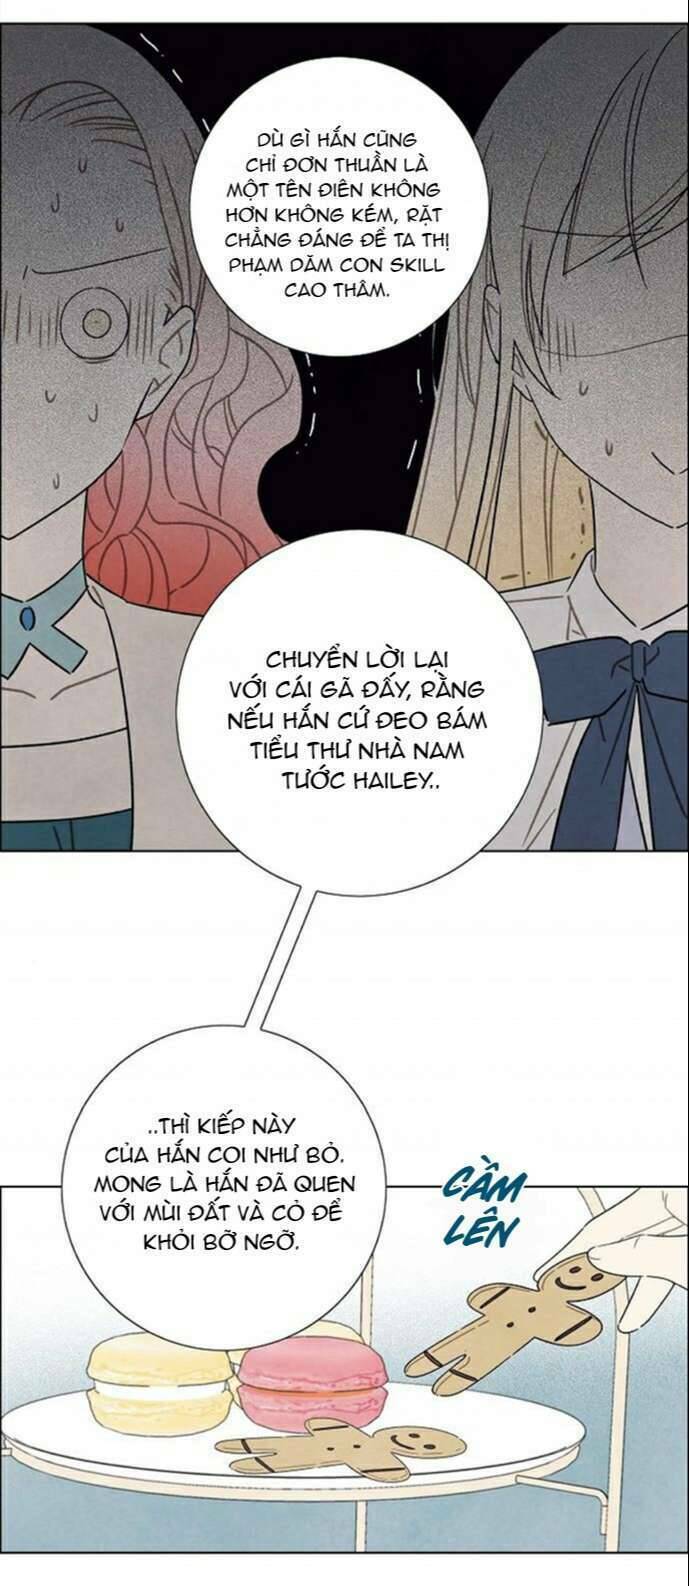 DÙ GÌ HẮN CŨNG
CHỈ ĐƠN THUẦN LÀ
MỘT TÊN ĐIÊN KHÔNG
HƠN KHÔNG KÉM, RẶT
CHẲNG ĐÁNG ĐỂ TA THỊ
PHẠM DĂM CON SKILL
CAO THÂM.
CHUYỂN LỜI LẠI
VỚI CÁI GÃ ĐẤY, RẰNG
NẾU HẮN CỨ ĐEO BÁM
TIỂU THƯ NHÀ NAM
TƯỚC HAILEY..
..THÌ KIẾP NÀY
CỦA HẮN COI NHƯ BỎ.
MONG LÀ HẮN ĐÃ QUEN
VỚI MÙI ĐẤT VÀ CỎ ĐỂ
KHỎI BỠ NGỠ.
CẦM
LÊN